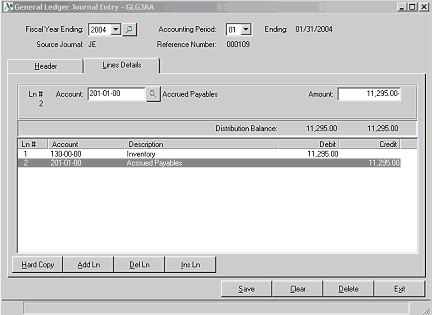 General Ledger Journal Entry - GLGJAA
Fiscal Year Ending: 2004 Accounting Period: 01 Ending: 01/31/2004
Source Journal: JE Reference Number: 000109
Header Lines Details
Ln # Account: 201-01-00 Accrued Payables Amount: 11,295.00-
2
Distribution Balance: 11,295.00 11,295.00
Ln # Account Description Debit Credit
1 130-00-00 Inventory 11,295.00
2 201-01-00 Accrued Payables 11,295.00
Hard Copy Add Ln Del Ln Ins Ln
Save Clear Delete Exit